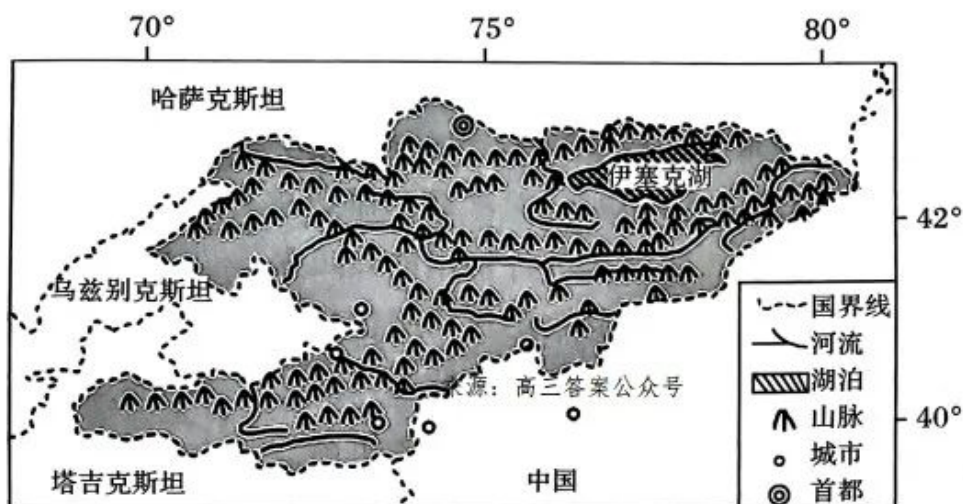 70° 75° 80°
哈萨克斯坦
伊塞克湖
42°
乌兹别克斯坦
国界线
河流
来源：高三答案公众号
湖泊
山脉
40°
城市
塔吉克斯坦
中国
首都